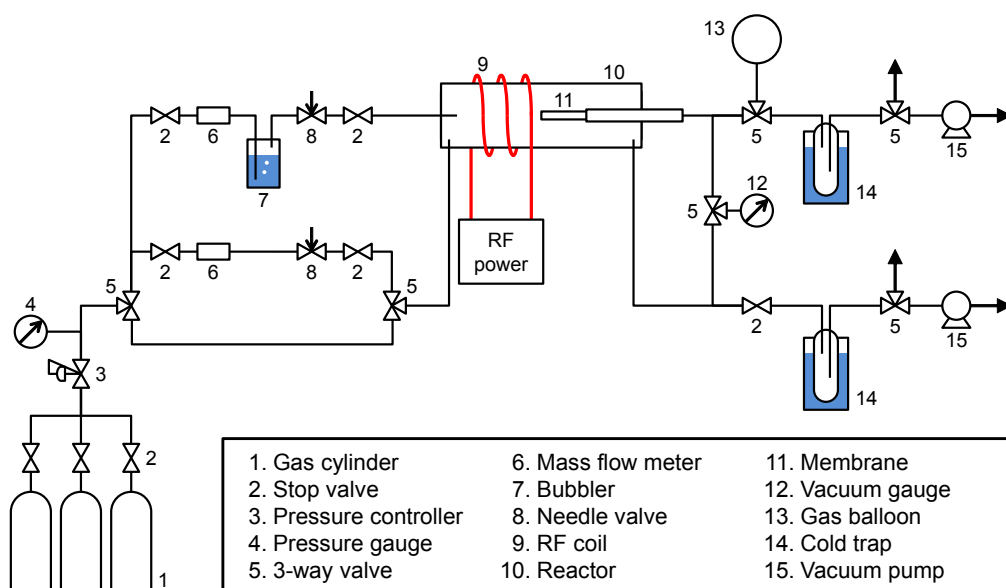 13
9
10
11
2
6
8
2
5
5
15
7
12
14
5
RF
power
2
6
8
2
5
5
4
2
5
15
3
14
2
1
1. Gas cylinder
2. Stop valve
3. Pressure controller
4. Pressure gauge
5. 3-way valve
6. Mass flow meter
7. Bubbler
8. Needle valve
9. RF coil
10. Reactor
11. Membrane
12. Vacuum gauge
13. Gas balloon
14. Cold trap
15. Vacuum pump